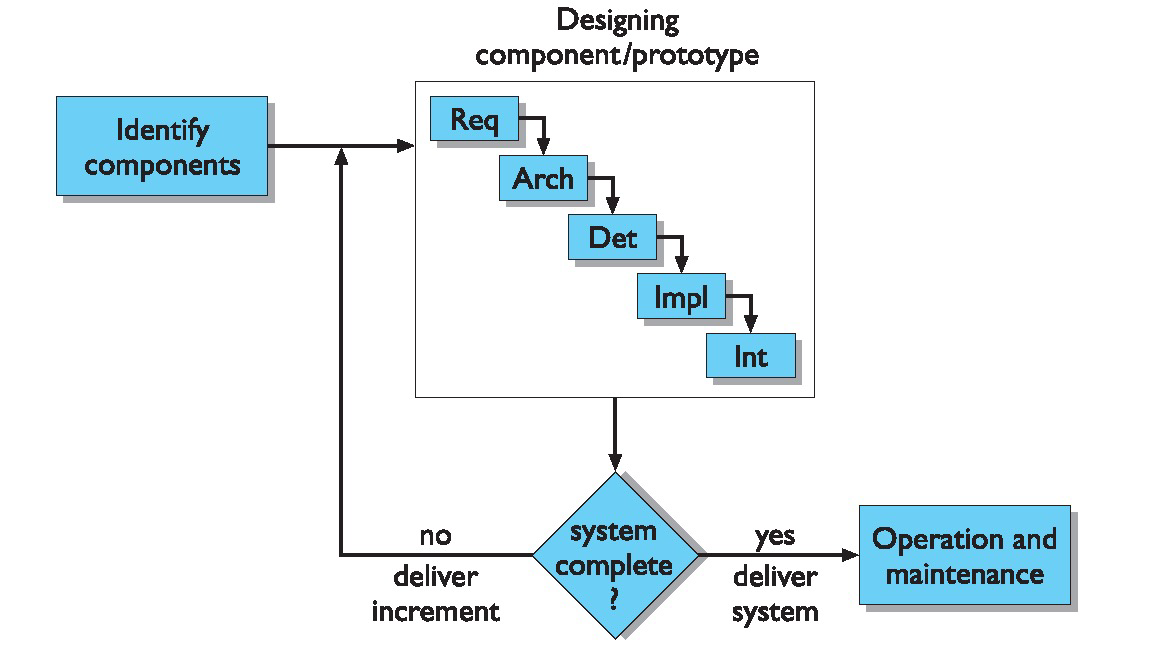 Designing
component/prototype
Identify
components
Req
Arch
Det
Impl
Int
system
complete
?
no
deliver
increment
yes
deliver
system
Operation and
maintenance